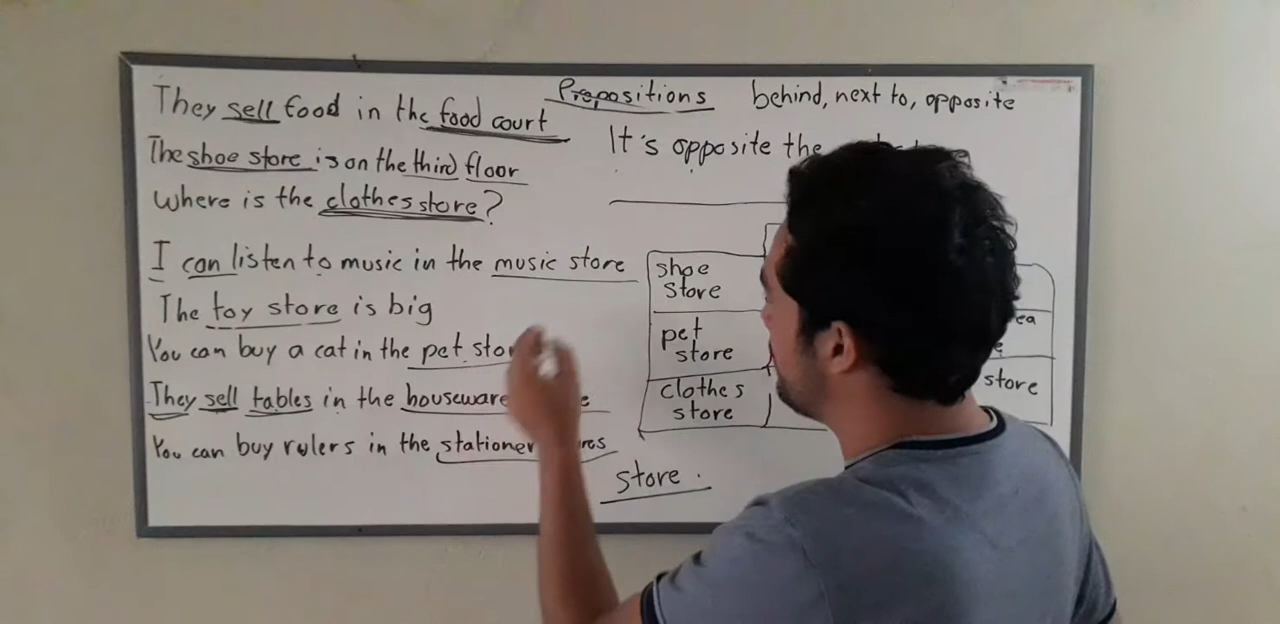 They sell food in the food court
The shoe store is on the third floor
Where is the clothes store?
I can listen to music in the music store
The toy store is big
You can buy a cat in the pet
They sell tables in the
You can buy rulers in the
store.
Prepositions behind, next to, opposite
It's opposite the
shoe
store
pet
store
clothes
store
store